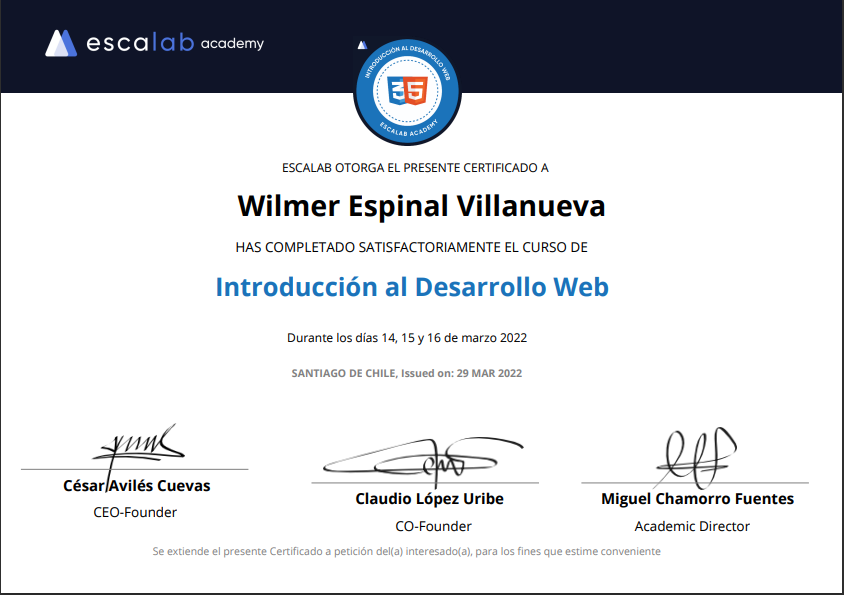 escalab academy
INTRODUCCIÓN AL DESARROLLO WEB
35
ESCALAB ACADEMY
ESCALAB OTORGA EL PRESENTE CERTIFICADO A
Wilmer Espinal Villanueva
HAS COMPLETADO SATISFACTORIAMENTE EL CURSO DE
Introducción al Desarrollo Web
Durante los días 14, 15 y 16 de marzo 2022
SANTIAGO DE CHILE, Issued on: 29 MAR 2022
César Avilés Cuevas
CEO-Founder
Claudio López Uribe
CO-Founder
Miguel Chamorro Fuentes
Academic Director
Se extiende el presente Certificado a petición del(a) interesado(a), para los fines que estime conveniente